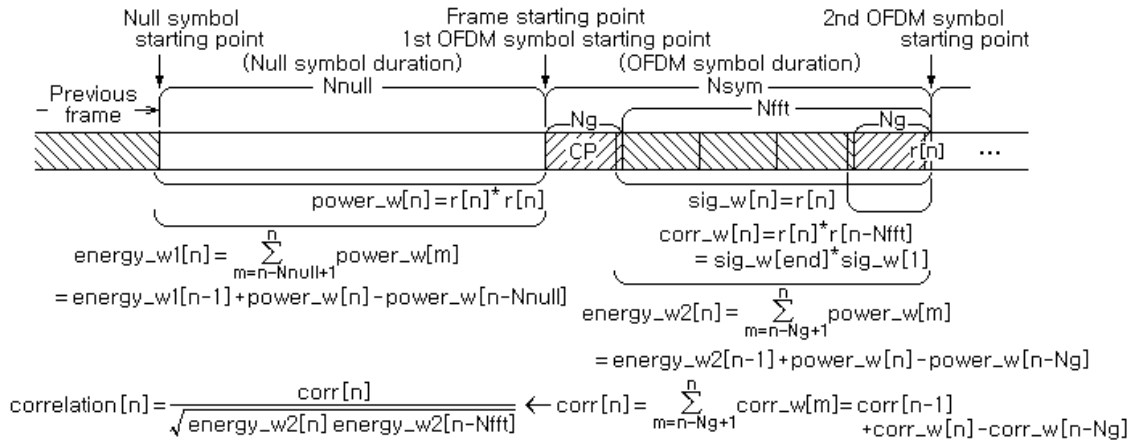 Null symbol starting point
Frame starting point
1st OFDM symbol starting point
2nd OFDM symbol starting point
(Null symbol duration)
(OFDM symbol duration)
Nnull
Nsym
Previous frame
Nfft
Ng
Ng
CP
r[n]
...
power_w[n]=r[n]*r[n]
sig_w[n]=r[n]
corr_w[n]=r[n]*r[n-Nfft]
=sig_w[end]*sig_w[1]
energy_w1[n]=∑_{m=n-Nnull+1}^{n} power_w[m]
=energy_w1[n-1]+power_w[n]-power_w[n-Nnull]
energy_w2[n]=∑_{m=n-Ng+1}^{n} power_w[m]
=energy_w2[n-1]+power_w[n]-power_w[n-Ng]
correlation[n]=corr[n]/√(energy_w2[n] energy_w2[n-Nfft]) ← corr[n]=∑_{m=n-Ng+1}^{n} corr_w[m]=corr[n-1]
+corr_w[n]-corr_w[n-Ng]